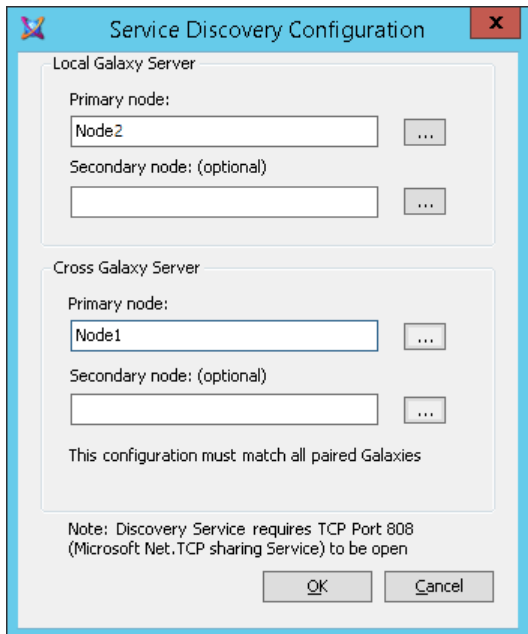 Service Discovery Configuration
x
Local Galaxy Server
Primary node:
Node2
...
Secondary node: (optional)
...
Cross Galaxy Server
Primary node:
Node1
...
Secondary node: (optional)
...
This configuration must match all paired Galaxies
Note: Discovery Service requires TCP Port 808
(Microsoft Net.TCP sharing Service) to be open
OK
Cancel